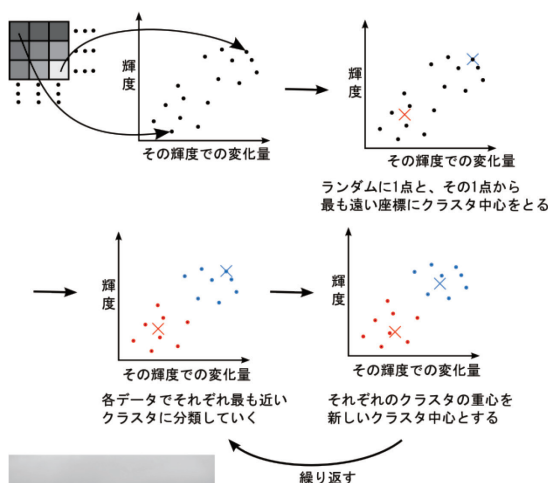 輝度
その輝度での変化量
輝度
その輝度での変化量
ランダムに1点と、その1点から
最も遠い座標にクラスタ中心をとる
輝度
その輝度での変化量
各データでそれぞれ最も近い
クラスタに分類していく
輝度
その輝度での変化量
それぞれのクラスタの重心を
新しいクラスタ中心とする
繰り返す